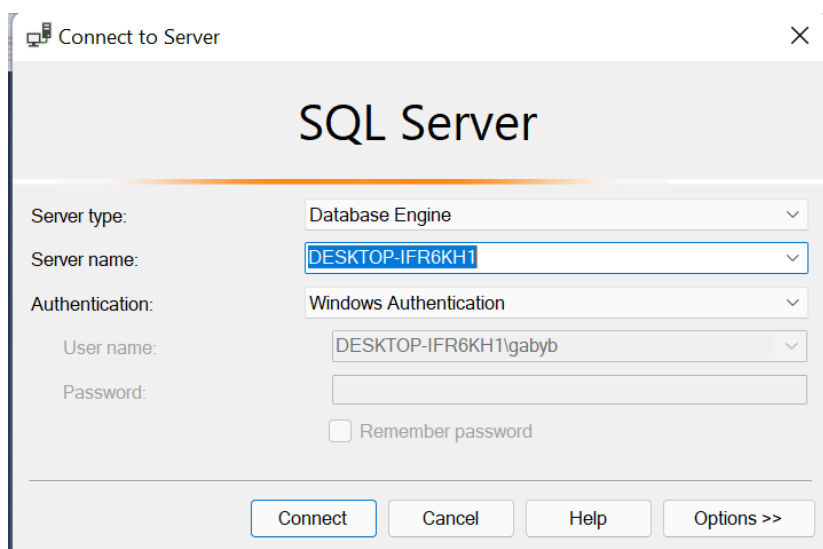 Connect to Server
SQL Server
Server type: Database Engine
Server name: DESKTOP-IFR6KH1
Authentication: Windows Authentication
User name: DESKTOP-IFR6KH1\gabyb
Password:
Remember password
Connect Cancel Help Options >>